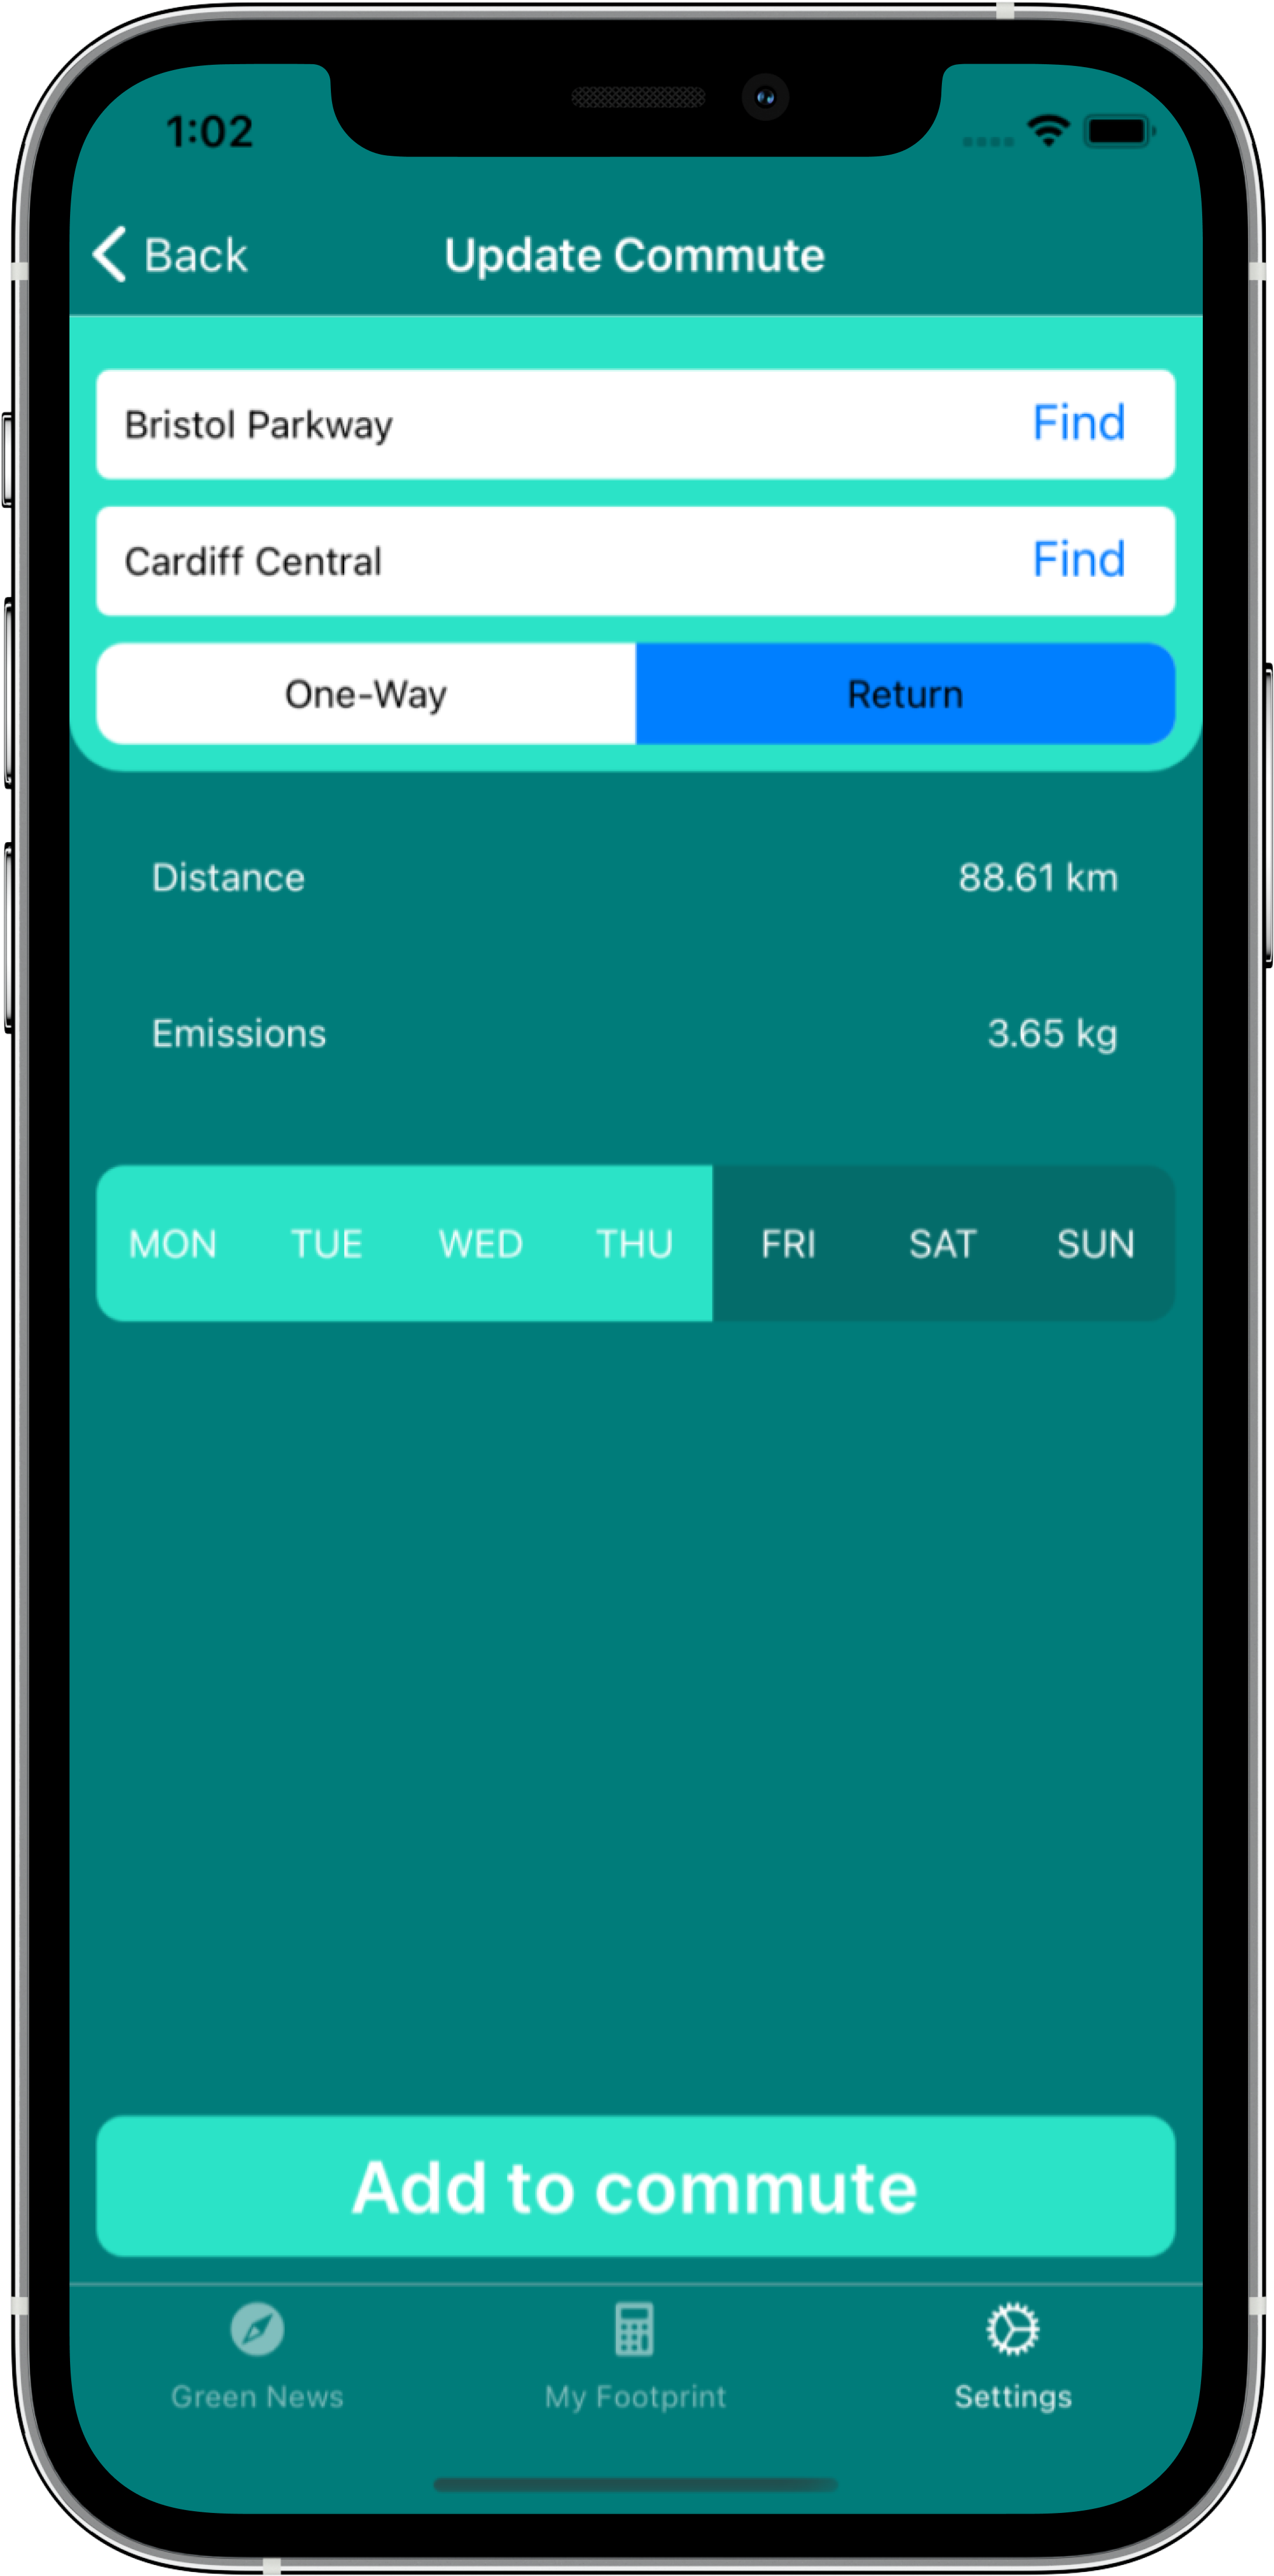 1:02
Back
Update Commute
Bristol Parkway Find
Cardiff Central Find
One-Way Return
Distance 88.61 km
Emissions 3.65 kg
MON TUE WED THU FRI SAT SUN
Add to commute
Green News My Footprint Settings